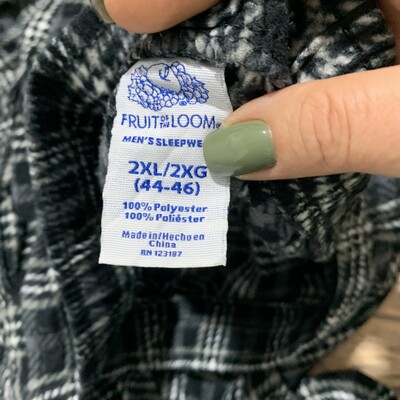 FRUIT OF THE LOOM®
MEN'S SLEEPWE
2XL/2XG
(44-46)
100% Polyester
100% Poliéster
Made in/Hecho en
China
RN 123187